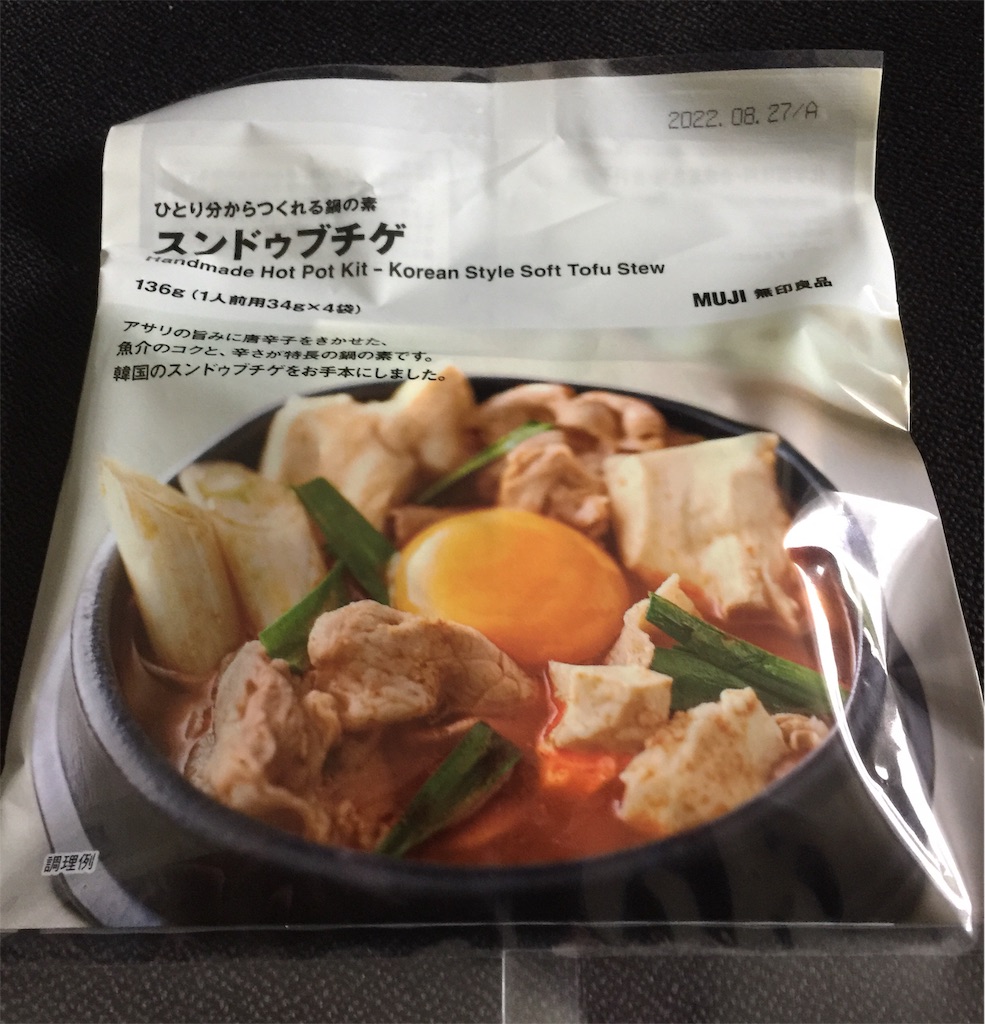 2022.08.27/A
ひとり分からつくれる鍋の素
スンドゥブチゲ
Handmade Hot Pot Kit - Korean Style Soft Tofu Stew
136g（1人前用34g×4袋）
MUJI 無印良品
アサリの旨みに唐辛子をきかせた、
魚介のコクと、辛さが特長の鍋の素です。
韓国のスンドゥブチゲをお手本にしました。
調理例